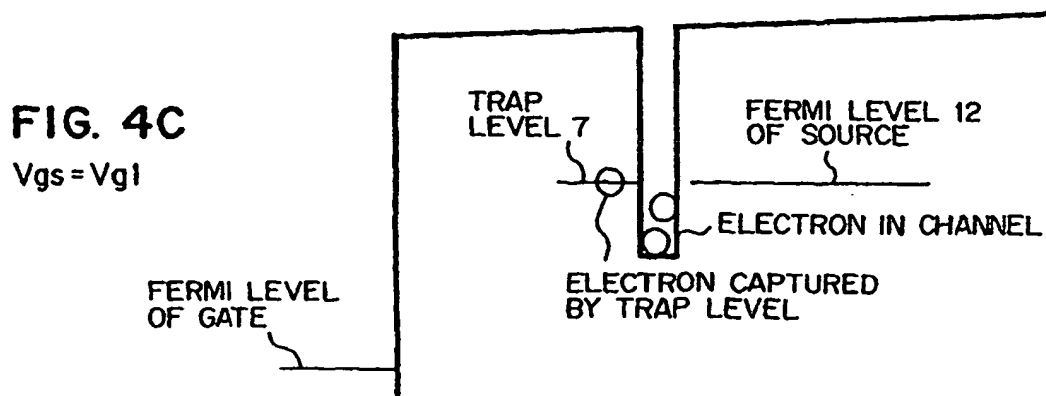 FIG. 4C
Vgs = Vg1
TRAP
LEVEL 7
FERMI LEVEL 12
OF SOURCE
ELECTRON IN CHANNEL
ELECTRON CAPTURED
BY TRAP LEVEL
FERMI LEVEL
OF GATE